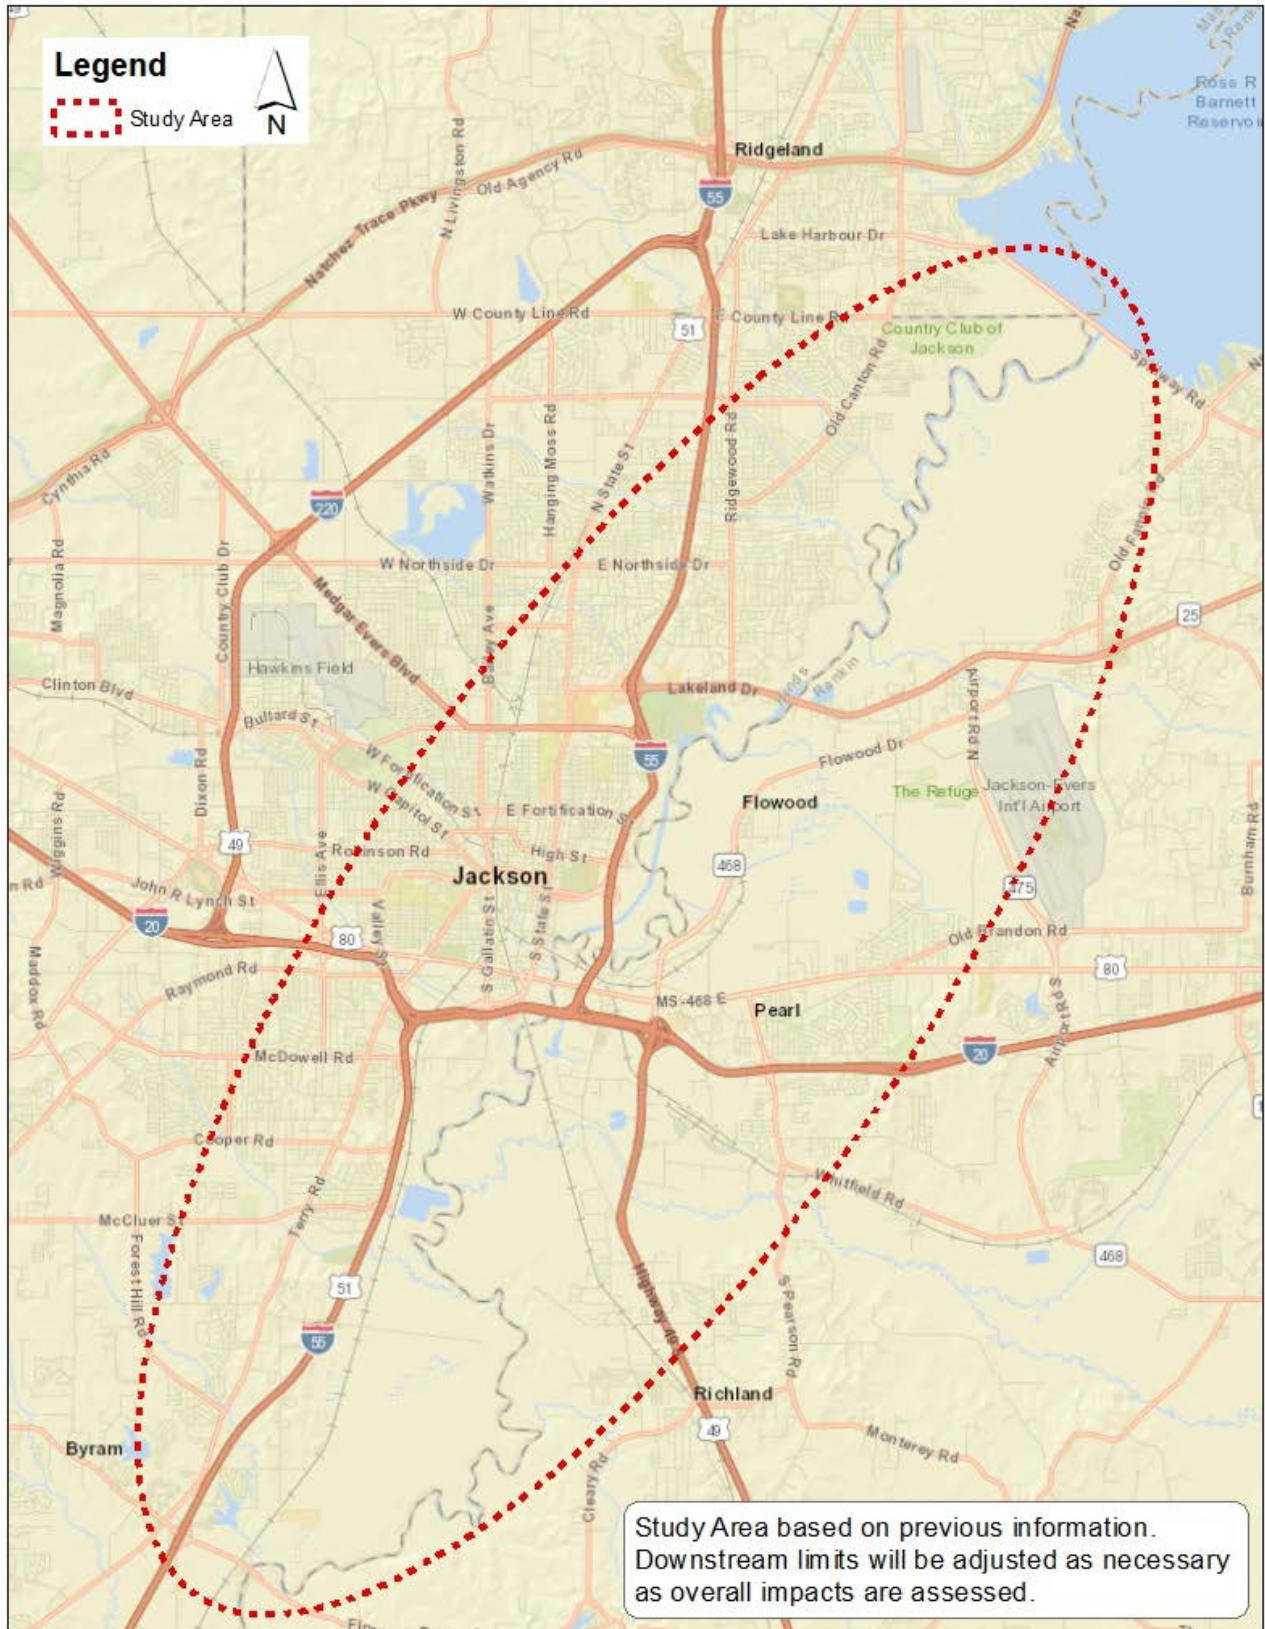 Legend
Study Area
N
Ross R
Barnett
Reservoi
Ridgeland
55
N Livingston Rd
Old Agency Rd
Natchez Trace Pkwy
Lake Harbour Dr
W County Line Rd
51
E County Line R
Country Club of
Jackson
Old Canton Rd
Spillway Rd
Cynthia Rd
Watkins Dr
Hanging Moss Rd
N State St
Ridgewood Rd
220
Magnolia Rd
Country Club Dr
W Northside Dr
E Northside Dr
Medgar Evers Blvd
25
Hawkins Field
Clinton Blvd
Bullard St
Lakeland Dr
Rankin
Airport Rd N
55
Dixon Rd
W Fortification St
W Capitol St
E Fortification S
Flowood Dr
Flowood
The Refuge
Jackson-Evers
Int'l Airport
Wiggins Rd
49
Ellis Ave
Robinson Rd
High St
468
Burnham Rd
Jackson
475
n Rd
John R Lynch St
20
80
Valley S
S Gallatin St
S State S
Old Brandon Rd
80
Maddox Rd
Raymond Rd
MS-468 E
Pearl
Airport Rd S
20
McDowell Rd
Cooper Rd
Terry Rd
Whitfield Rd
McCluer St
Forest Hill Rd
468
51
55
Highway 49
S Pearson Rd
Richland
49
Byram
Monterey Rd
Cleary Rd
Study Area based on previous information.
Downstream limits will be adjusted as necessary
as overall impacts are assessed.